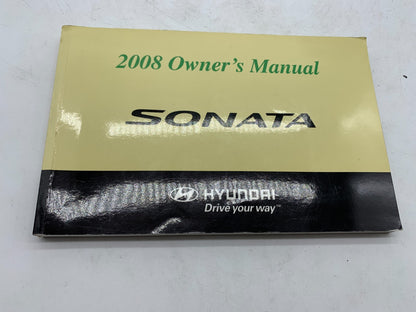 2008 Owner's Manual
SONATA
HYUNDAI
Drive your way™